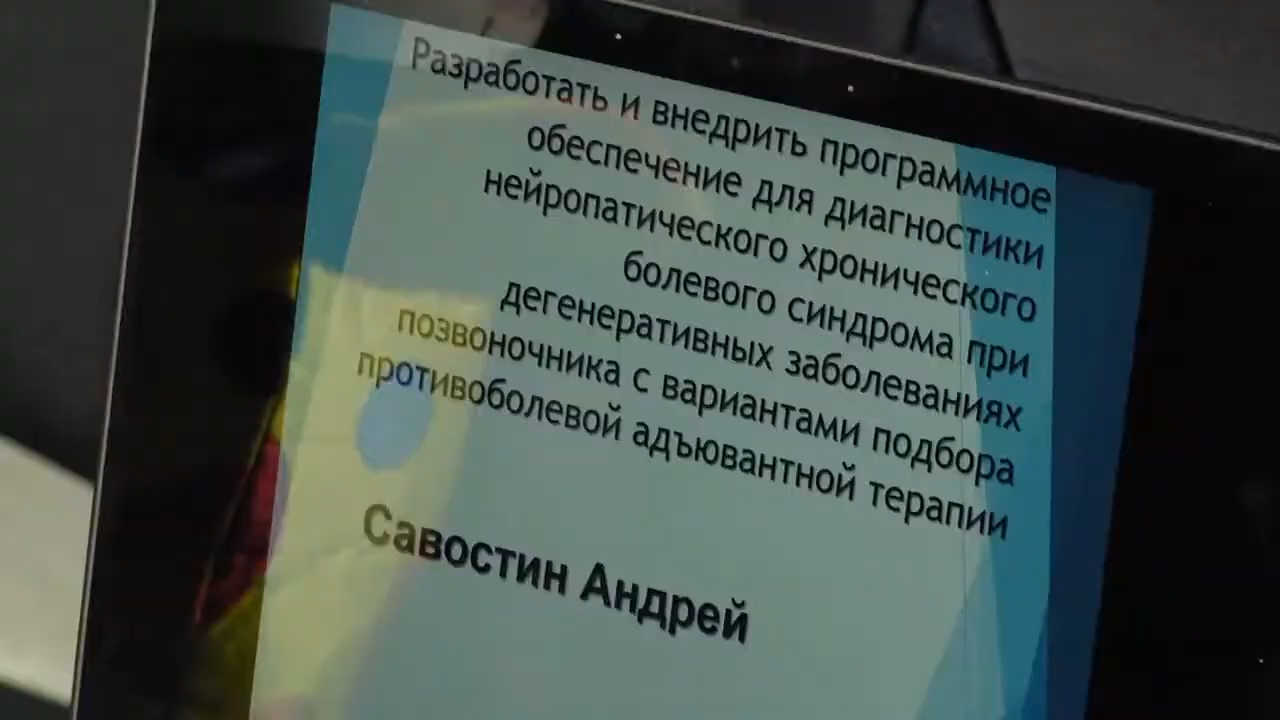 Разработать и внедрить программное
обеспечение для диагностики
нейропатического хронического
болевого синдрома при
дегенеративных заболеваниях
позвоночника с вариантами подбора
противоболевой адъювантной терапии
Савостин Андрей